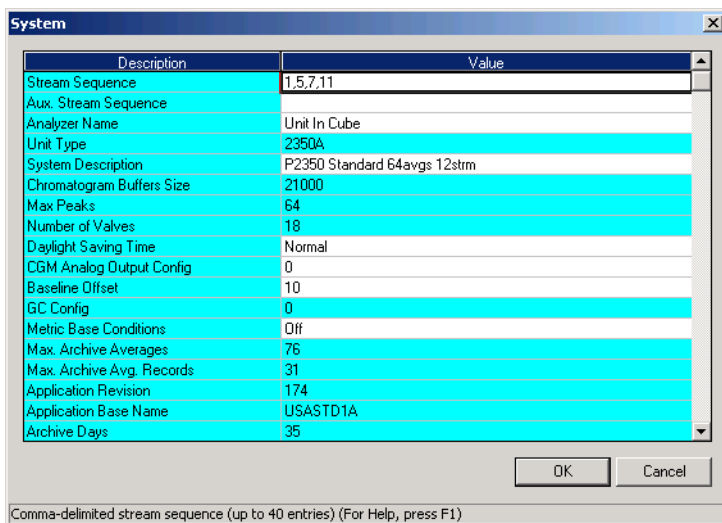 System
Description Value
Stream Sequence 1,5,7,11
Aux. Stream Sequence
Analyzer Name Unit In Cube
Unit Type 2350A
System Description P2350 Standard 64avgs 12strm
Chromatogram Buffers Size 21000
Max Peaks 64
Number of Valves 18
Daylight Saving Time Normal
CGM Analog Output Config 0
Baseline Offset 10
GC Config 0
Metric Base Conditions Off
Max. Archive Averages 76
Max. Archive Avg. Records 31
Application Revision 174
Application Base Name USASTD1A
Archive Days 35
OK Cancel
Comma-delimited stream sequence (up to 40 entries) (For Help, press F1)